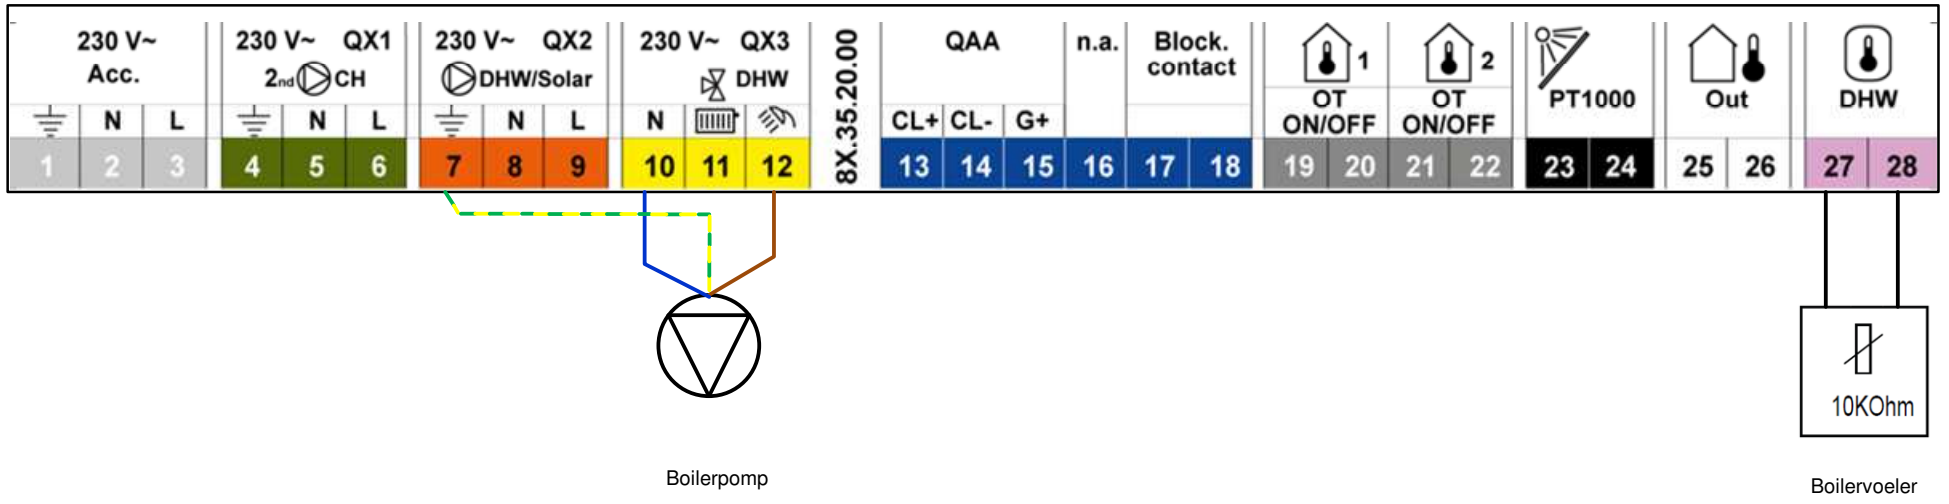 230 V~
Acc.
230 V~ QX1
2nd CH
230 V~ QX2
DHW/Solar
230 V~ QX3
DHW
8X.35.20.00
QAA
n.a.
Block.
contact
1
OT
ON/OFF
2
OT
ON/OFF
PT1000
Out
DHW
N L
N L
N L
N
CL+ CL- G+
1 2 3 4 5 6 7 8 9 10 11 12 13 14 15 16 17 18 19 20 21 22 23 24 25 26 27 28
10KOhm
Boilerpomp
Boilervoeler